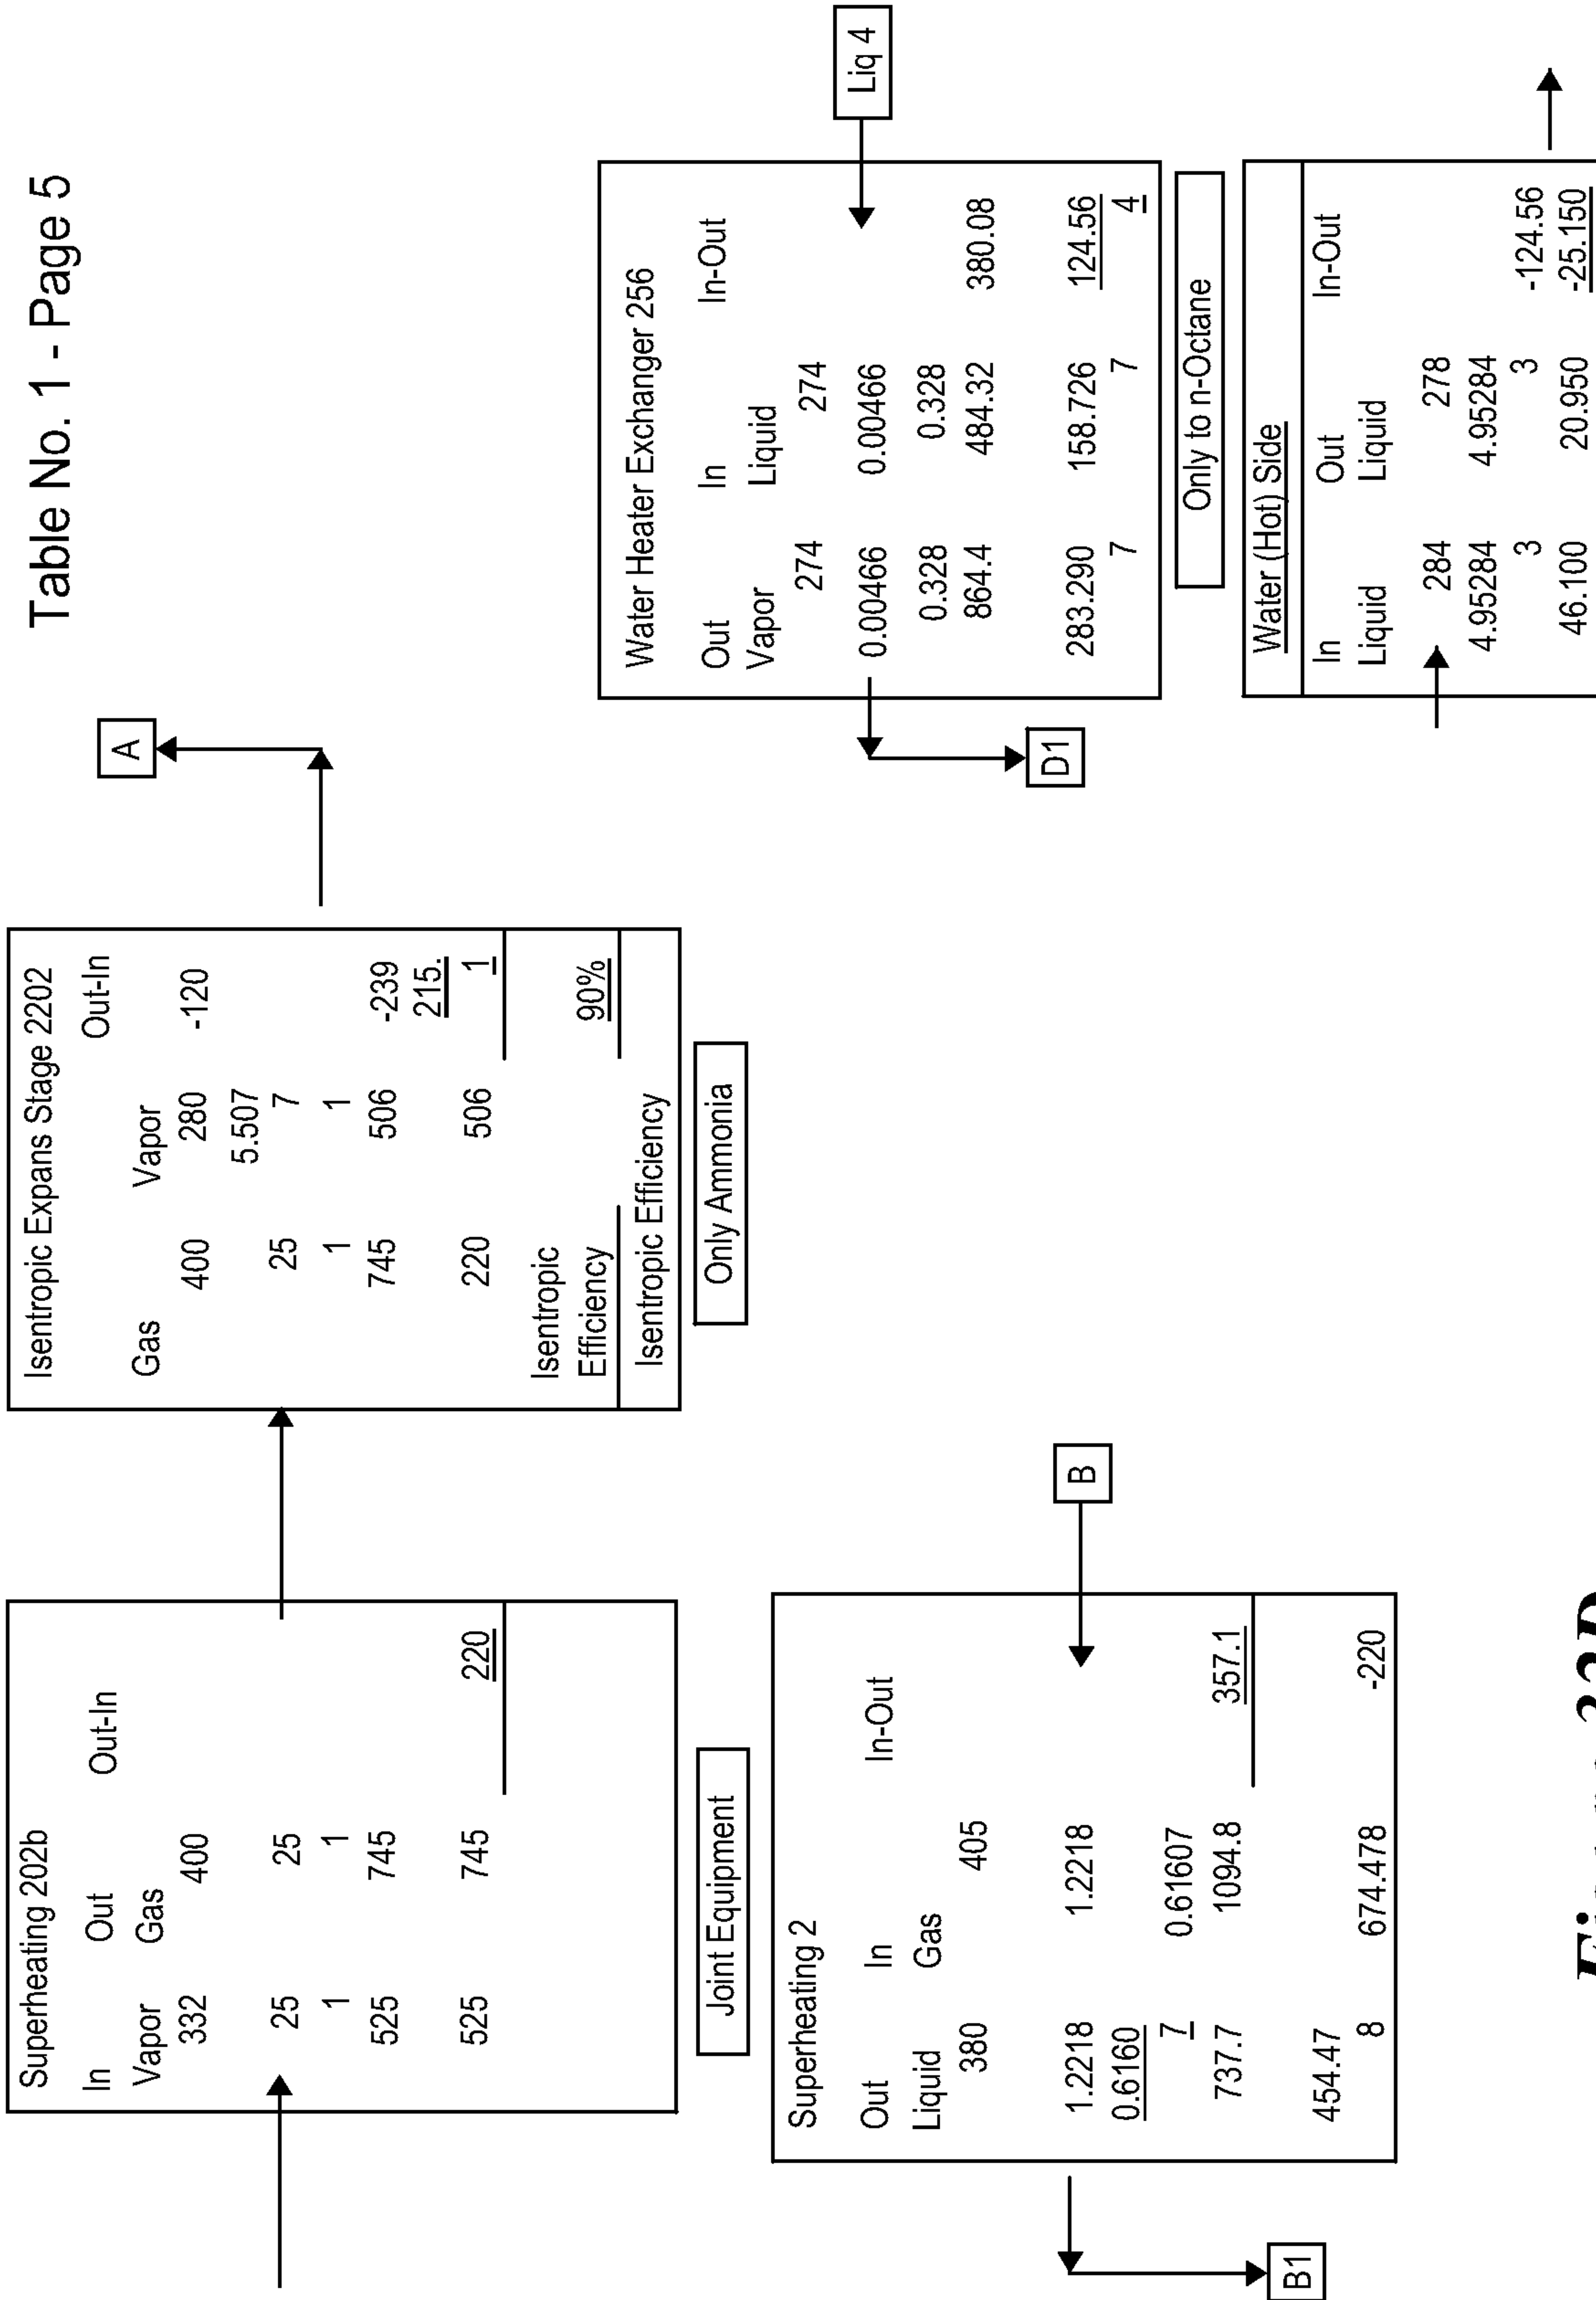 Table No. 1 - Page 5
Superheating 202b
In Out Out-In
Vapor Gas
332 400
25 25
1 1
525 745
525 745 220
Joint Equipment
Isentropic Expans Stage 2202
Out-In
Gas Vapor
400 280 -120
5.507
25 7
1 1
745 506 -239
215.
220 506 1
Isentropic
Efficiency 90%
Isentropic Efficiency
Only Ammonia
A
Superheating 2
Out In In-Out
Liquid Gas
380 405
1.2218 1.2218
0.6160
7 0.61607
737.7 1094.8 357.1
454.47
8 674.478 -220
B
B1
Water Heater Exchanger 256
Out In In-Out
Vapor Liquid
274 274
0.00466 0.00466
0.328 0.328
864.4 484.32 380.08
283.290 158.726 124.56
7 7 4
Liq 4
D1
Only to n-Octane
Water (Hot) Side
In Out In-Out
Liquid Liquid
284 278
4.95284 4.95284
3 3 -124.56
46.100 20.950 -25.150